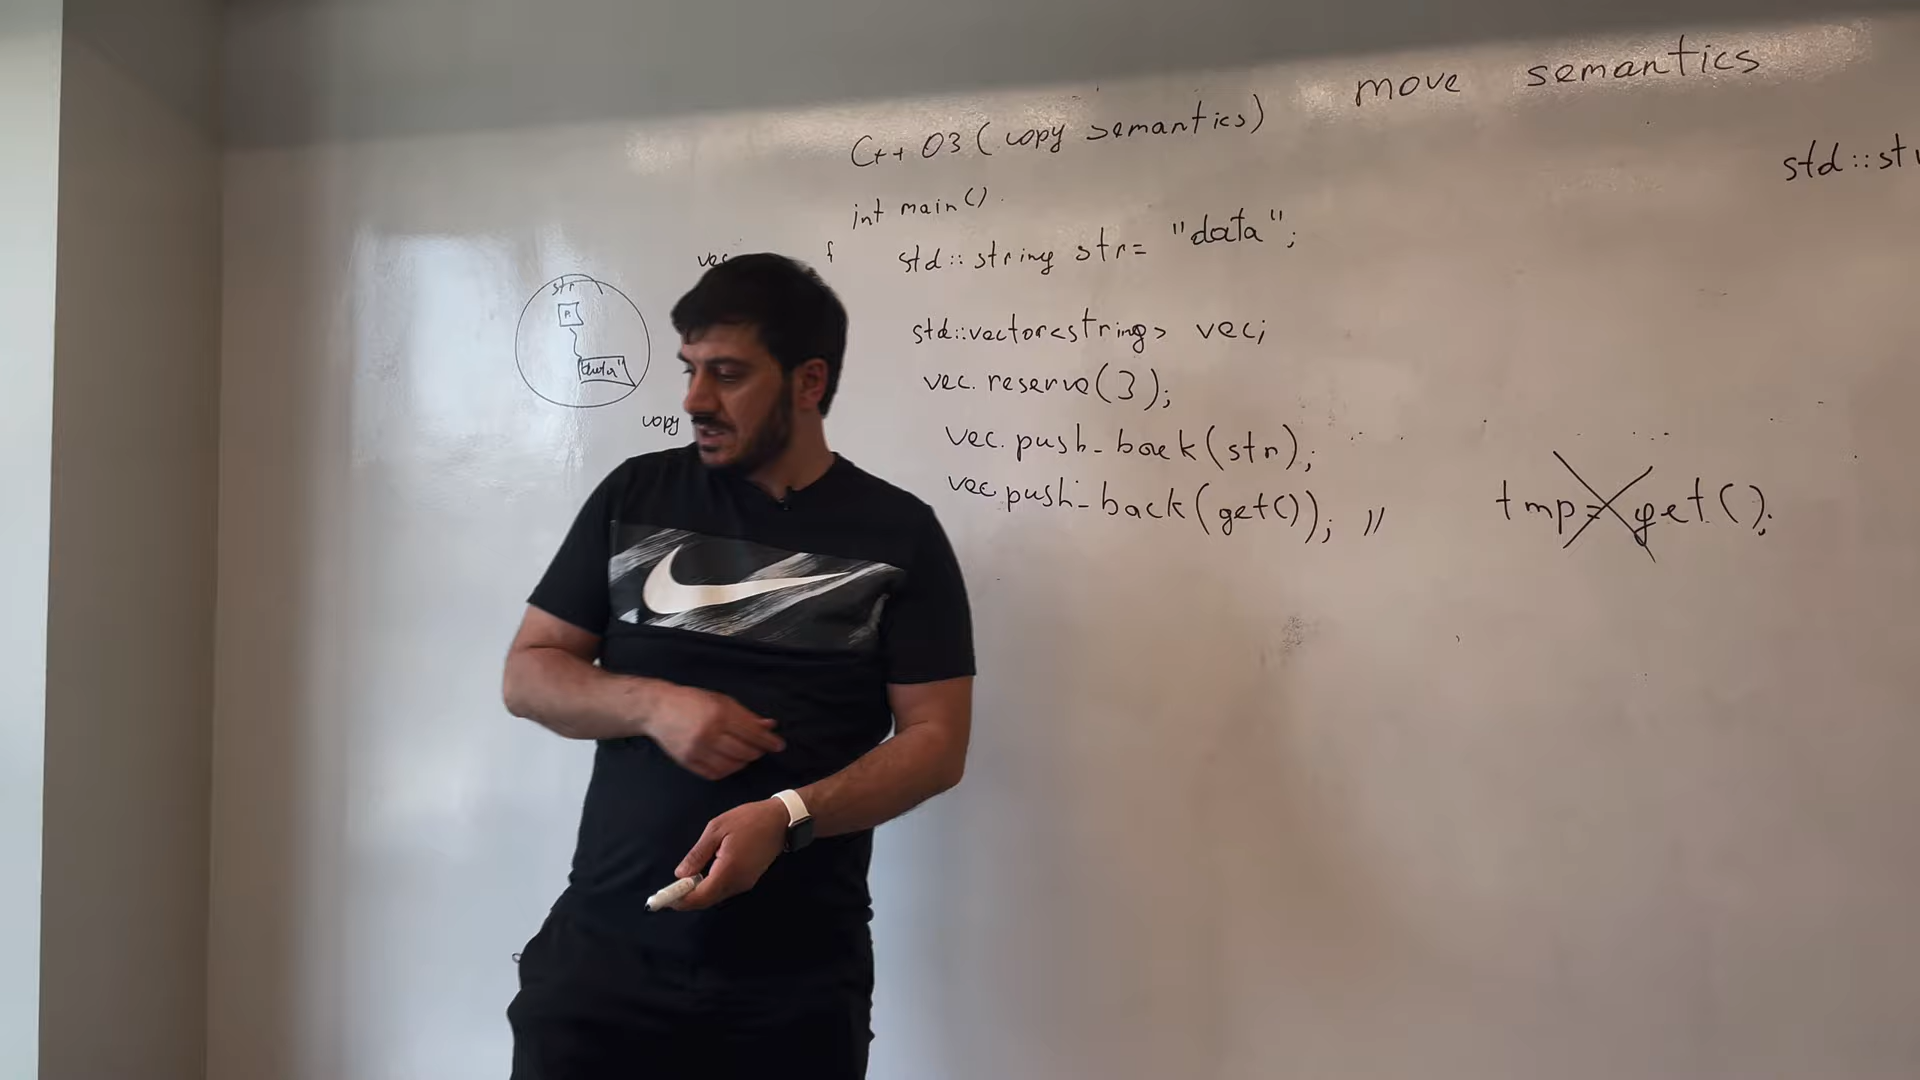 move semantics
C++ 03 (copy semantics)
std::st
int main()
{
std::string str= "data";
vec
str
std::vector<string> vec;
"data"
vec.reserve(3);
copy
vec.push_back(str);
vec push_back(get()); //
tmp= get();